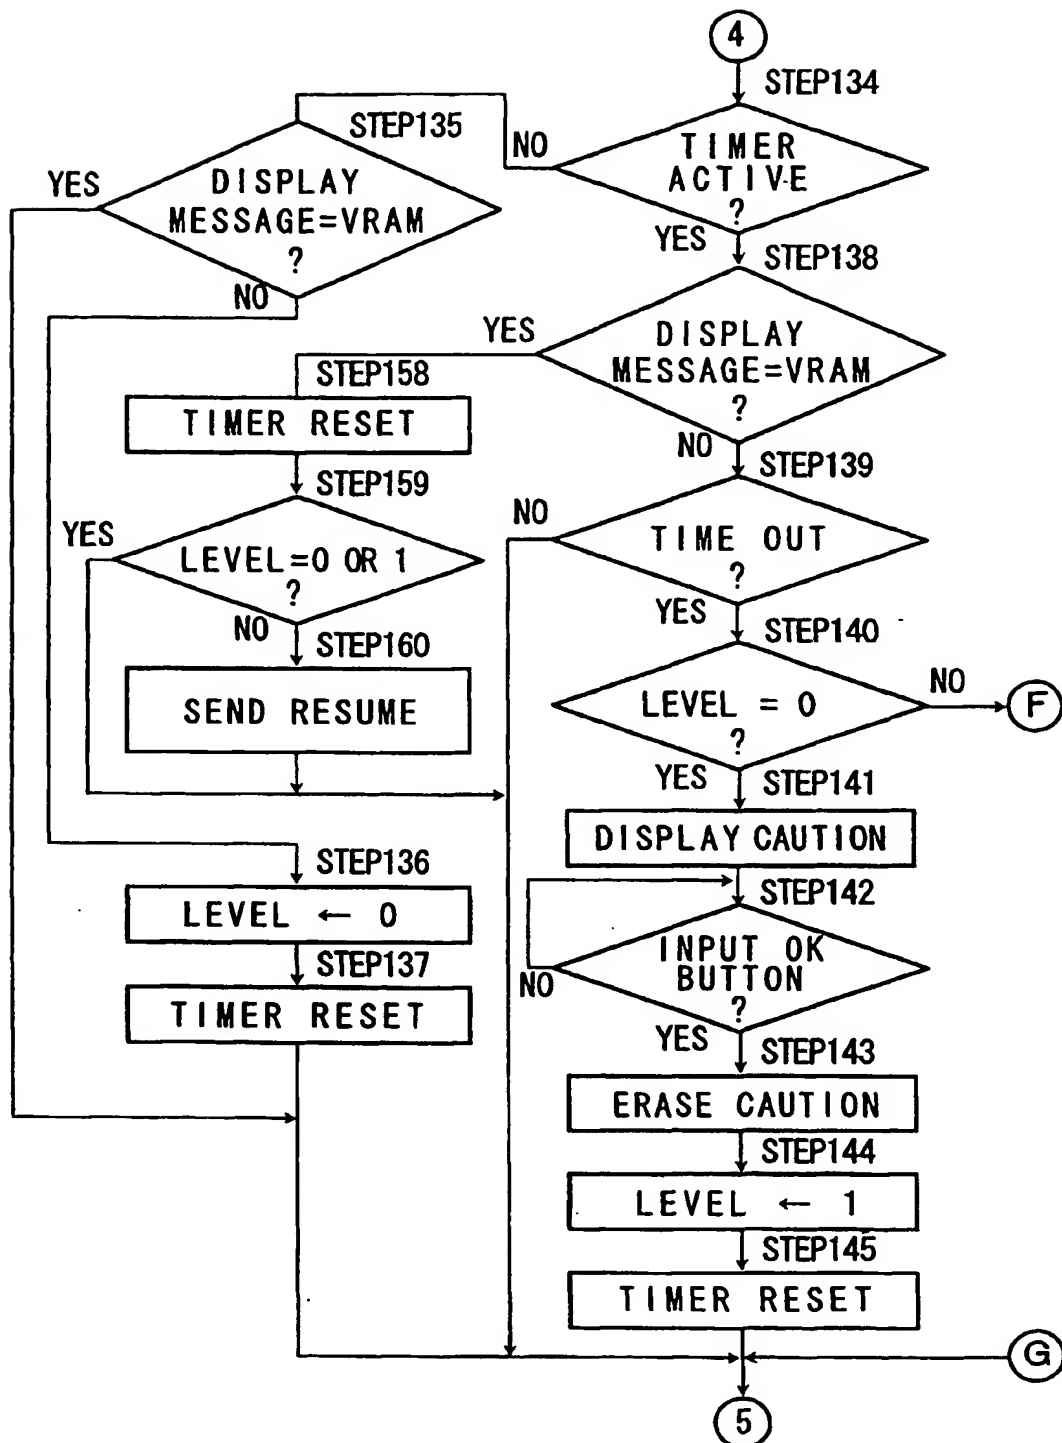 4
STEP134
TIMER
ACTIVE
?
NO
YES
STEP135
DISPLAY
MESSAGE=VRAM
?
YES
NO
STEP138
DISPLAY
MESSAGE=VRAM
?
YES
NO
STEP158
TIMER RESET
STEP159
LEVEL=0 OR 1
?
YES
NO
STEP160
SEND RESUME
STEP139
TIME OUT
?
NO
YES
STEP140
LEVEL = 0
?
NO
F
YES
STEP141
DISPLAY CAUTION
STEP142
INPUT OK
BUTTON
?
NO
YES
STEP136
LEVEL ← 0
STEP137
TIMER RESET
STEP143
ERASE CAUTION
STEP144
LEVEL ← 1
STEP145
TIMER RESET
G
5